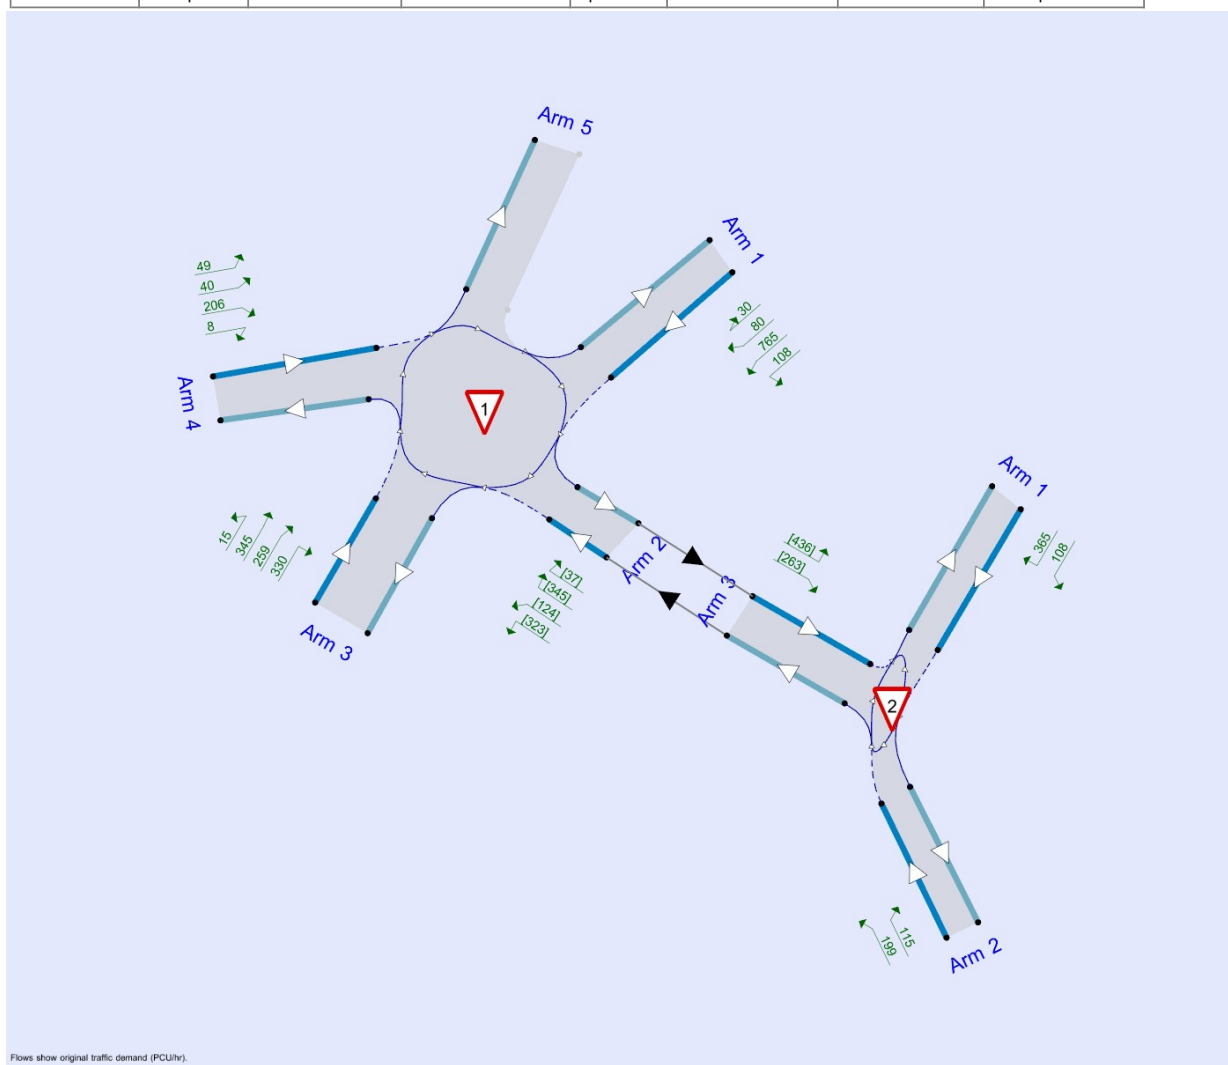 Arm 5
Arm 1
49
40
206
8
30
80
765
108
Arm 4
1
Arm 1
365
108
[436]
[263]
Arm 2
Arm 3
15
345
259
330
[37]
[345]
[124]
[323]
Arm 3
2
199
115
Arm 2
Flows show original traffic demand (PCU/hr).